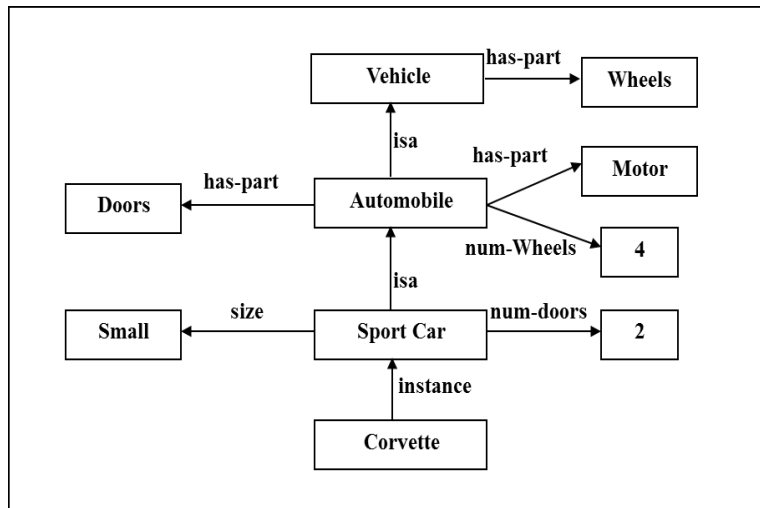 has-part
Vehicle
Wheels
isa
has-part
has-part
Motor
Doors
Automobile
num-Wheels
4
isa
size
num-doors
Small
Sport Car
2
instance
Corvette